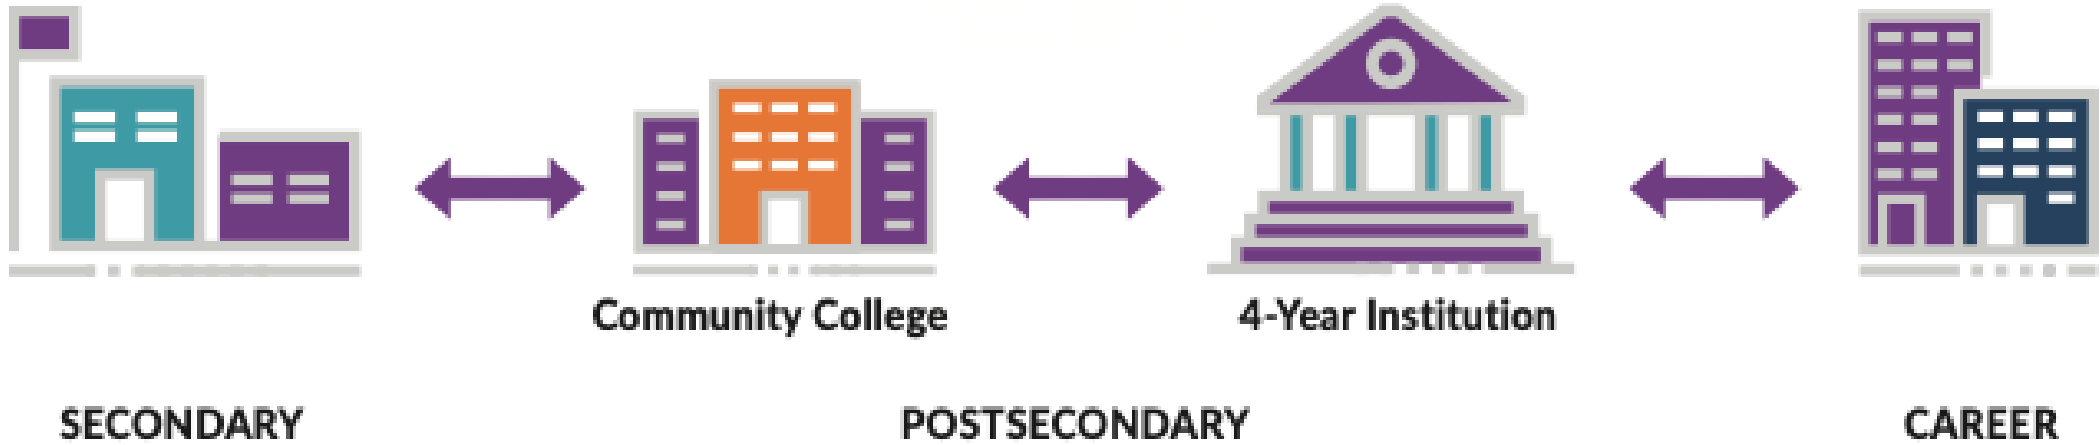 Community College
4-Year Institution
SECONDARY
POSTSECONDARY
CAREER